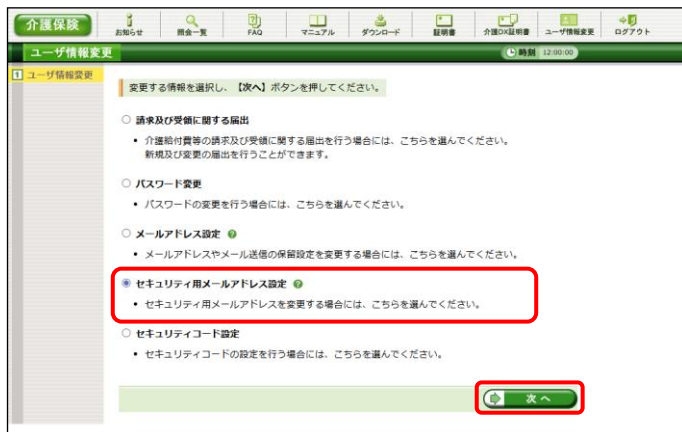 介護保険
お知らせ
照会一覧
FAQ
マニュアル
ダウンロード
証明書
介護DX証明書
ユーザ情報変更
ログアウト
ユーザ情報変更
時刻 12:00:00
1 ユーザ情報変更
変更する情報を選択し、【次へ】ボタンを押してください。
請求及び受領に関する届出
• 介護給付費等の請求及び受領に関する届出を行う場合には、こちらを選んでください。
新規及び変更の届出を行うことができます。
パスワード変更
• パスワードの変更を行う場合には、こちらを選んでください。
メールアドレス設定 ?
• メールアドレスやメール送信の保留設定を変更する場合には、こちらを選んでください。
セキュリティ用メールアドレス設定 ?
• セキュリティ用メールアドレスを変更する場合には、こちらを選んでください。
セキュリティコード設定
• セキュリティコードの設定を行う場合には、こちらを選んでください。
次へ